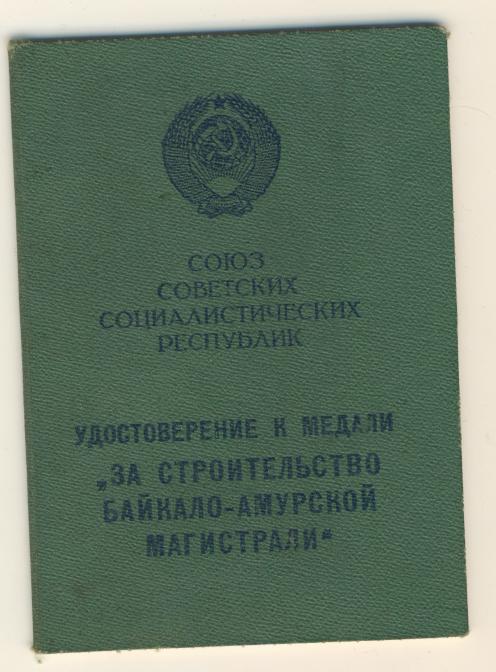 СОЮЗ
СОВЕТСКИХ
СОЦИАЛИСТИЧЕСКИХ
РЕСПУБЛИК
УДОСТОВЕРЕНИЕ К МЕДАЛИ
„ЗА СТРОИТЕЛЬСТВО
БАЙКАЛО-АМУРСКОЙ
МАГИСТРАЛИ“